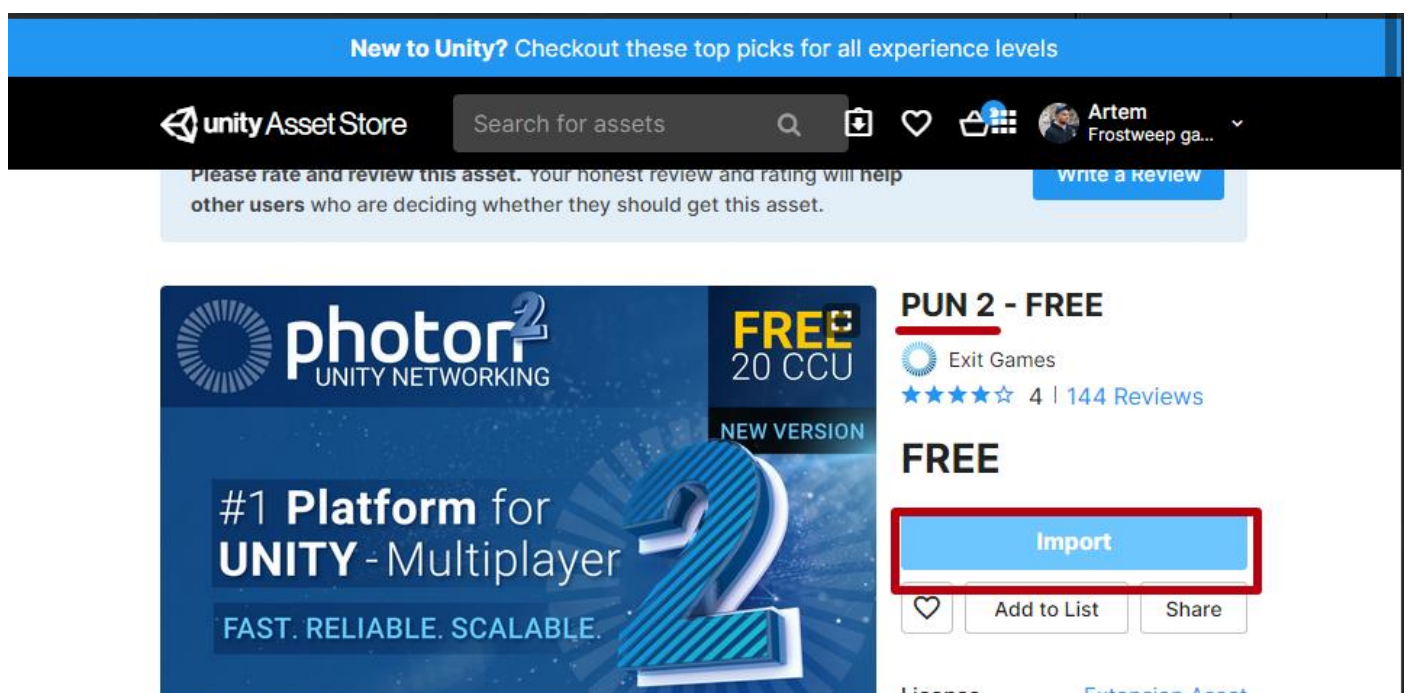 New to Unity? Checkout these top picks for all experience levels
unity Asset Store
Search for assets
Artem
Frostweep ga...
Please rate and review this asset. Your honest review and rating will help
other users who are deciding whether they should get this asset.
Write a Review
photon2
UNITY NETWORKING
FREE
20 CCU
NEW VERSION
#1 Platform for
UNITY - Multiplayer
FAST. RELIABLE. SCALABLE.
2
PUN 2 - FREE
Exit Games
4 | 144 Reviews
FREE
Import
Add to List
Share
License
Extension Asset